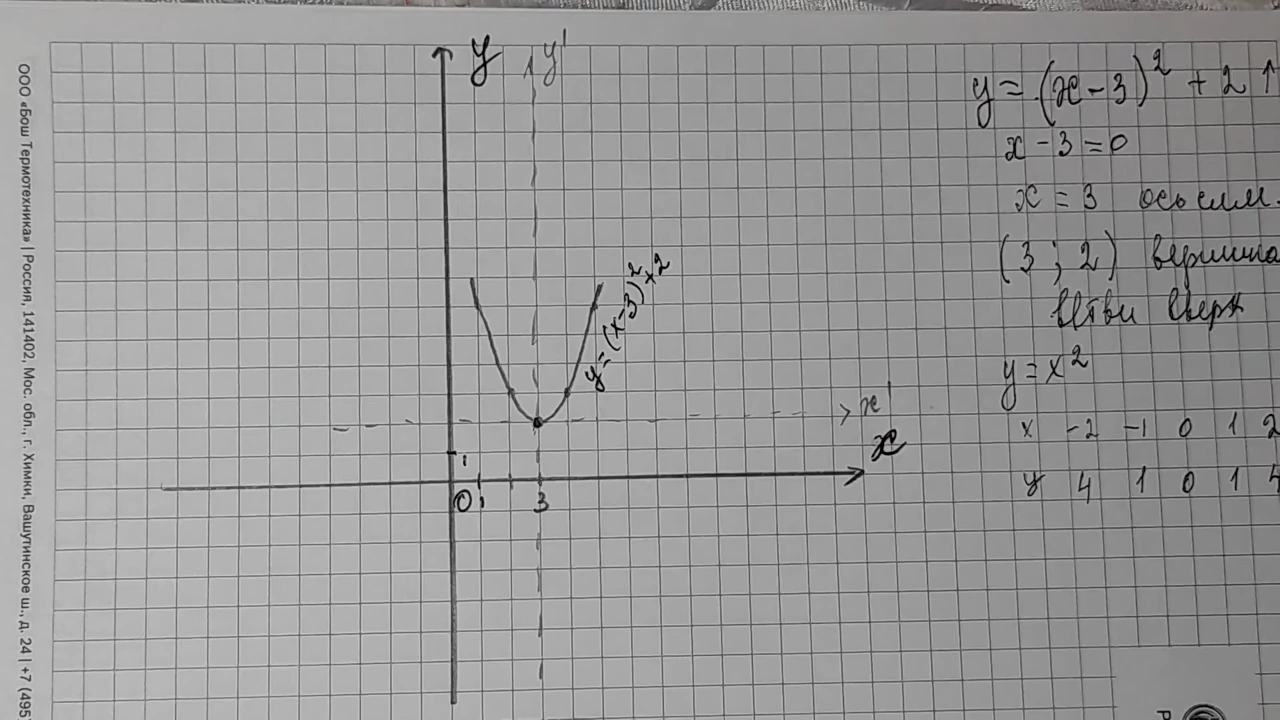 ООО «Бош Термотехника» | Россия, 141402, Мос. обл., г. Химки, Вашутинское ш., д. 24 | +7 (495
y
y'
y = (x-3)² + 2
x'
x
1
0 1 3
y = (x - 3)² + 2 ↑
x - 3 = 0
x = 3 ось сим.
(3 ; 2) вершина
ветви вверх
y = x²
x -2 -1 0 1 2
y 4 1 0 1 4